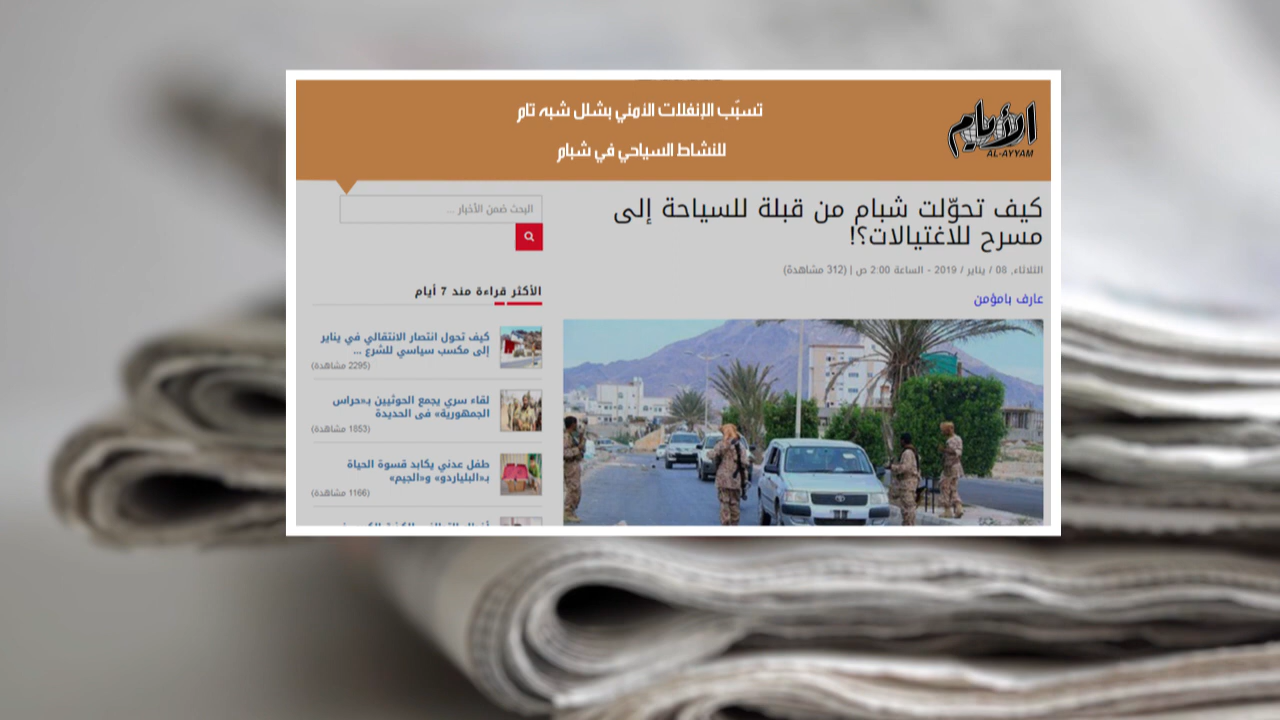 تسبّب الإنفلات الأمني بشلل شبه تام
للنشاط السياحي في شبام
الأيام
AL-AYYAM
كيف تحوّلت شبام من قبلة للسياحة إلى
مسرح للاغتيالات؟!
الثلاثاء, 08 / يناير / 2019 - الساعة 2:00 ص | (312 مشاهدة)
عارف بامؤمن
البحث ضمن الأخبار ...
الأكثر قراءة منذ 7 أيام
كيف تحول انتصار الانتقالي في يناير
إلى مكسب سياسي للشرع ...
(2295 مشاهدة)
لقاء سري يجمع الحوثيين بـ«حراس
الجمهورية» في الحديدة
(1853 مشاهدة)
طفل عدني يكابد قسوة الحياة
بـ«البلياردو» و«الجيم»
(1166 مشاهدة)